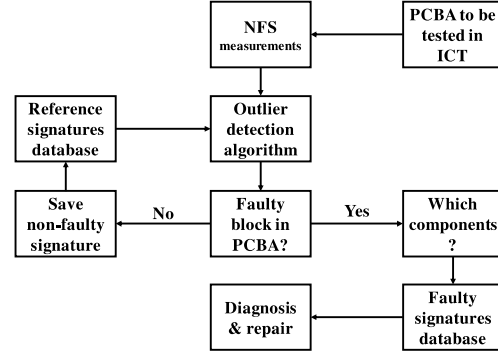 NFS
measurements
PCBA to be
tested in
ICT
Reference
signatures
database
Outlier
detection
algorithm
Save
non-faulty
signature
No
Faulty
block in
PCBA?
Yes
Which
components
?
Diagnosis
& repair
Faulty
signatures
database